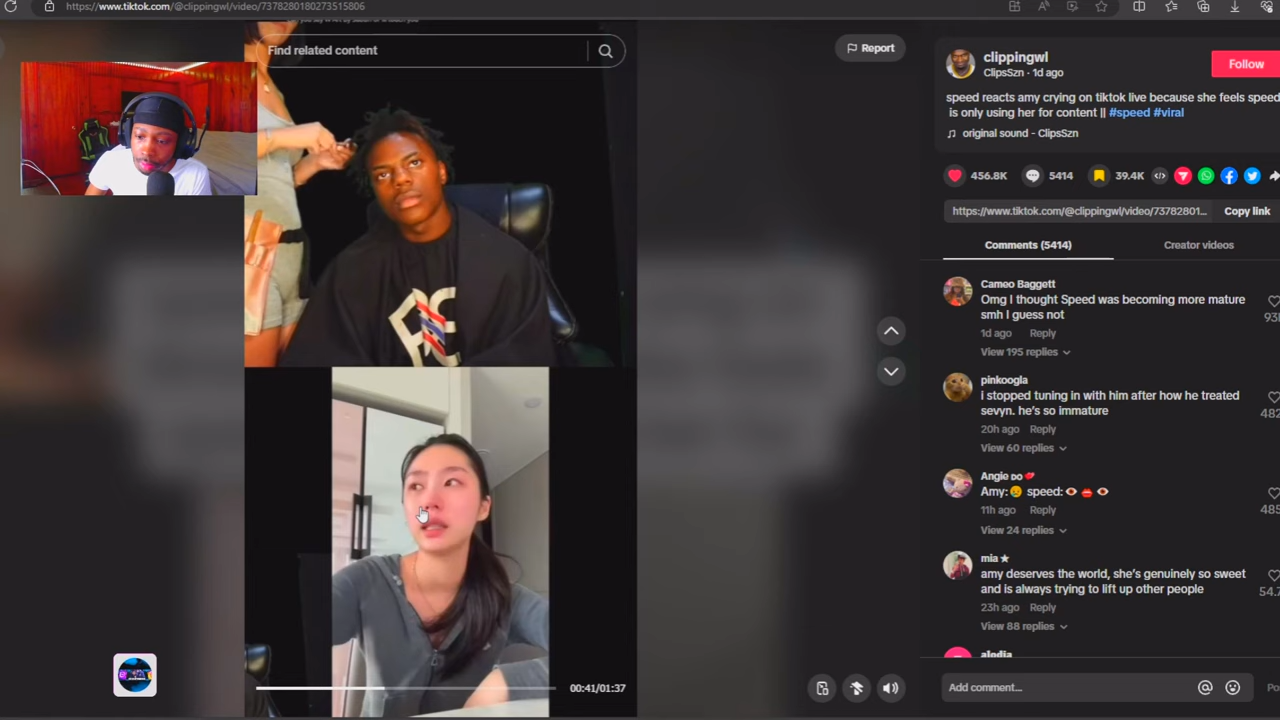 https://www.tiktok.com/@clippingwl/video/7378280180273515806
Find related content
Report
clippingwl
ClipsSzn · 1d ago
Follow
speed reacts amy crying on tiktok live because she feels speed
is only using her for content || #speed #viral
original sound - ClipsSzn
456.8K
5414
39.4K
https://www.tiktok.com/@clippingwl/video/73782801...
Copy link
Comments (5414)
Creator videos
Cameo Baggett
Omg I thought Speed was becoming more mature
smh I guess not
1d ago
Reply
View 195 replies
pinkoogla
i stopped tuning in with him after how he treated
sevyn. he's so immature
20h ago
Reply
482
View 60 replies
Angie DO
Amy:😢 speed:👁️👄👁️
11h ago
Reply
485
View 24 replies
mia ★
amy deserves the world, she's genuinely so sweet
and is always trying to lift up other people
23h ago
Reply
54.7
View 88 replies
00:41/01:37
Add comment...